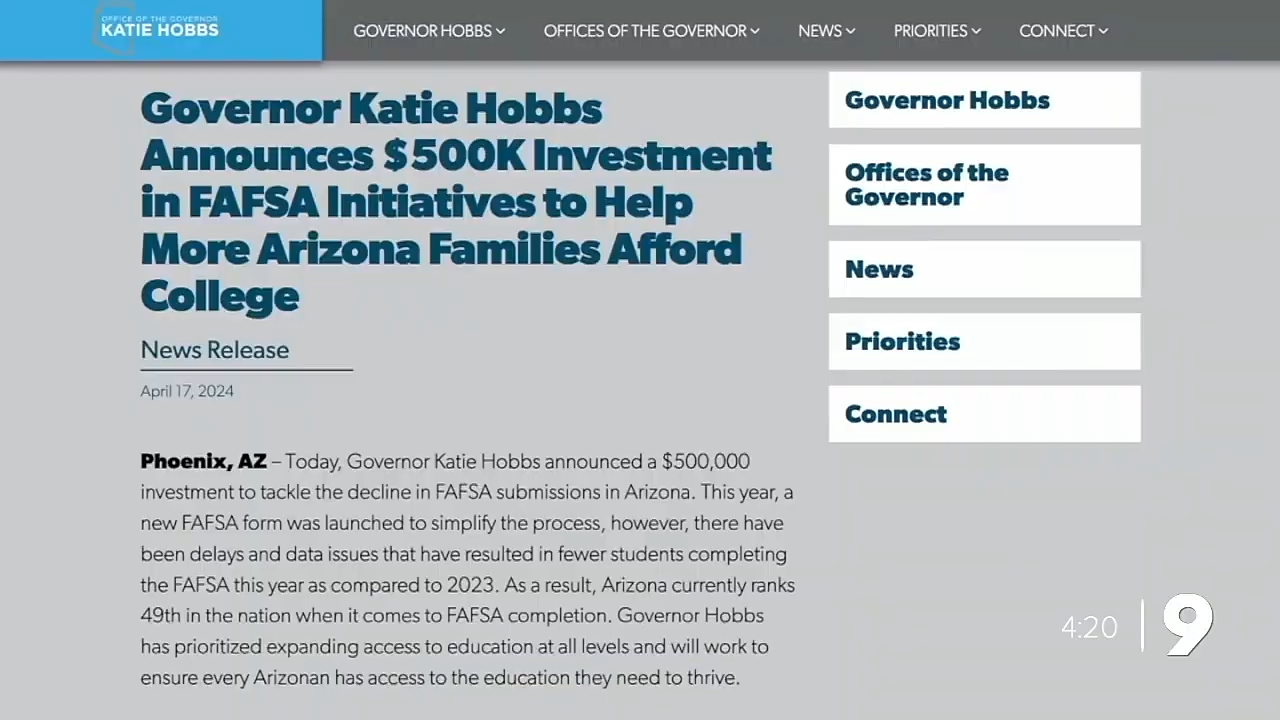 OFFICE OF THE GOVERNOR
KATIE HOBBS
GOVERNOR HOBBS
OFFICES OF THE GOVERNOR
NEWS
PRIORITIES
CONNECT
Governor Katie Hobbs
Announces $500K Investment
in FAFSA Initiatives to Help
More Arizona Families Afford
College
News Release
April 17, 2024
Phoenix, AZ – Today, Governor Katie Hobbs announced a $500,000
investment to tackle the decline in FAFSA submissions in Arizona. This year, a
new FAFSA form was launched to simplify the process, however, there have
been delays and data issues that have resulted in fewer students completing
the FAFSA this year as compared to 2023. As a result, Arizona currently ranks
49th in the nation when it comes to FAFSA completion. Governor Hobbs
has prioritized expanding access to education at all levels and will work to
ensure every Arizonan has access to the education they need to thrive.
Governor Hobbs
Offices of the
Governor
News
Priorities
Connect
4:20
9